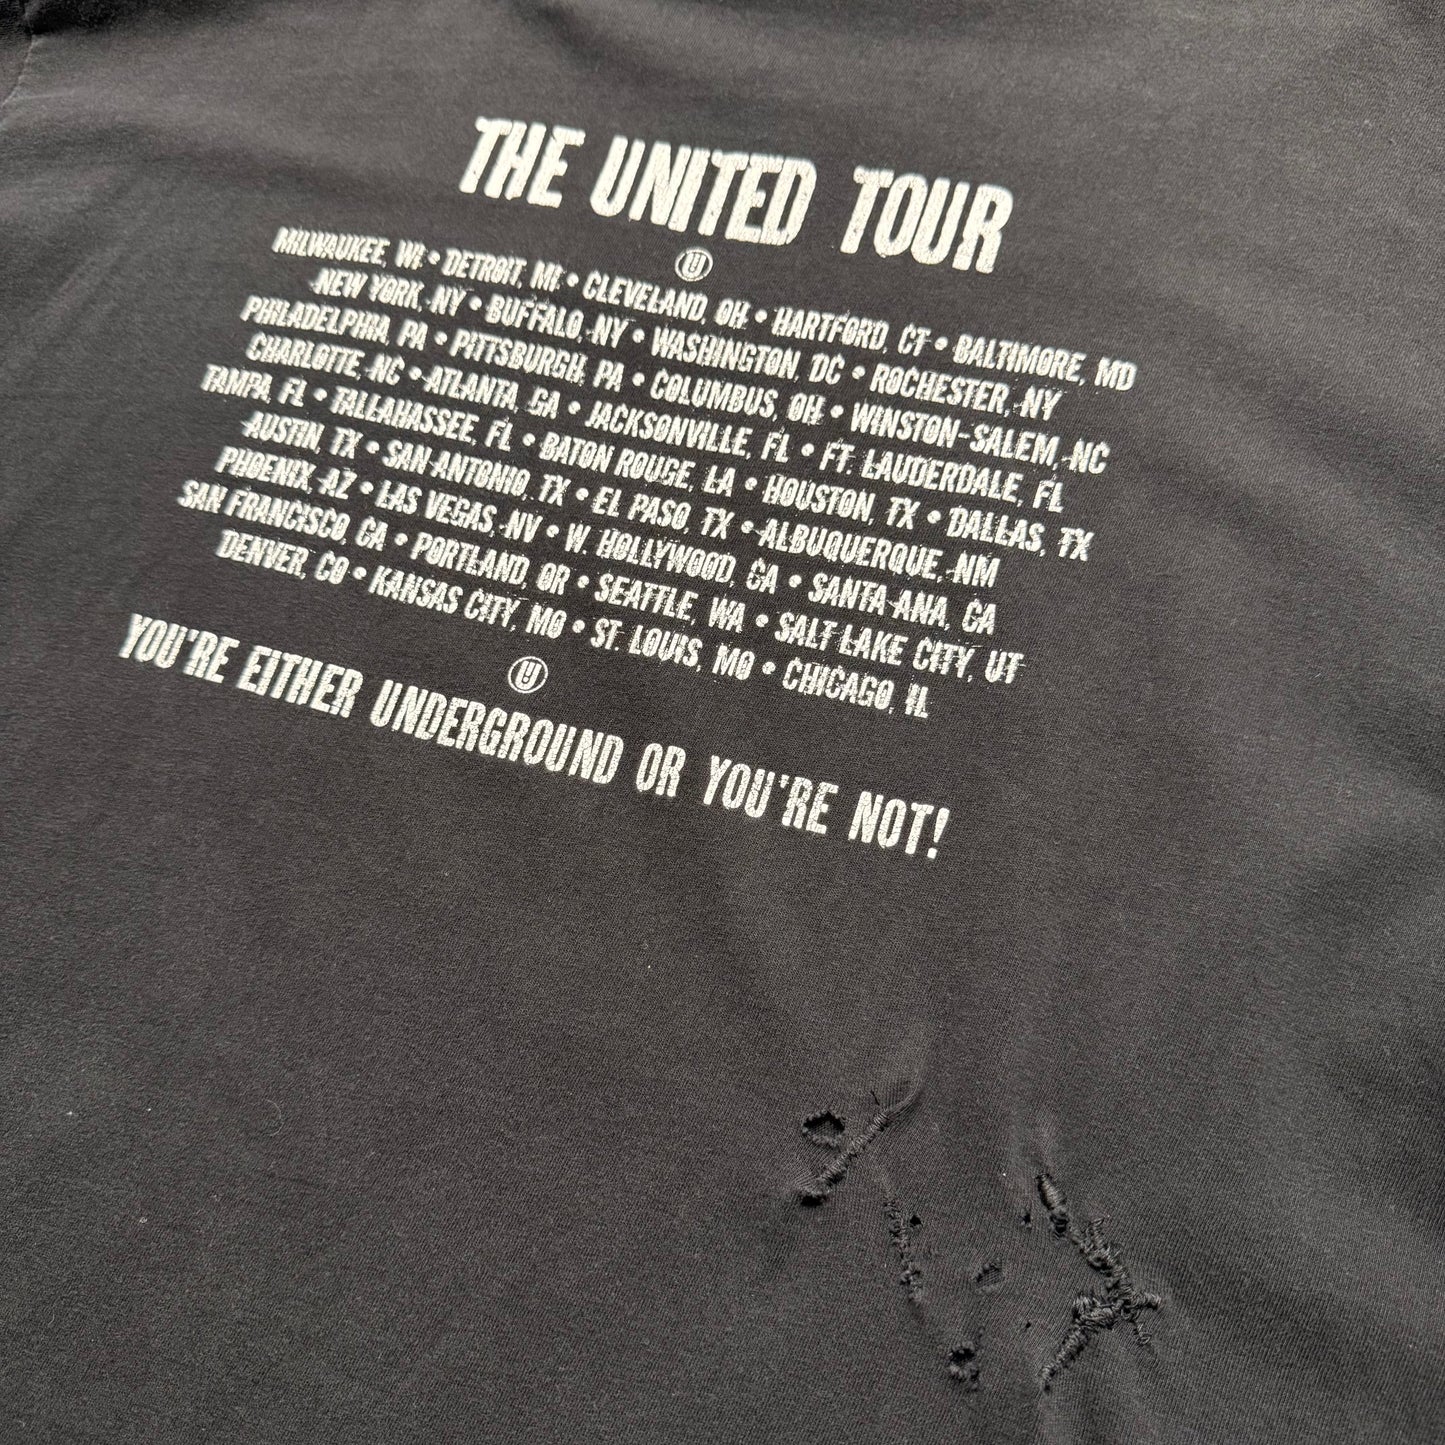 THE UNITED TOUR
MILWAUKEE, WI • DETROIT, MI • CLEVELAND, OH • HARTFORD, CT • BALTIMORE, MD
NEW YORK, NY • BUFFALO, NY • WASHINGTON, DC • ROCHESTER, NY
PHILADELPHIA, PA • PITTSBURGH, PA • COLUMBUS, OH • WINSTON-SALEM, NC
CHARLOTTE, NC • ATLANTA, GA • JACKSONVILLE, FL • FT. LAUDERDALE, FL
TAMPA, FL • TALLAHASSEE, FL • BATON ROUGE, LA • HOUSTON, TX • DALLAS, TX
AUSTIN, TX • SAN ANTONIO, TX • EL PASO, TX • ALBUQUERQUE, NM
PHOENIX, AZ • LAS VEGAS, NV • W. HOLLYWOOD, CA • SANTA ANA, CA
SAN FRANCISCO, CA • PORTLAND, OR • SEATTLE, WA • SALT LAKE CITY, UT
DENVER, CO • KANSAS CITY, MO • ST. LOUIS, MO • CHICAGO, IL
YOU'RE EITHER UNDERGROUND OR YOU'RE NOT!